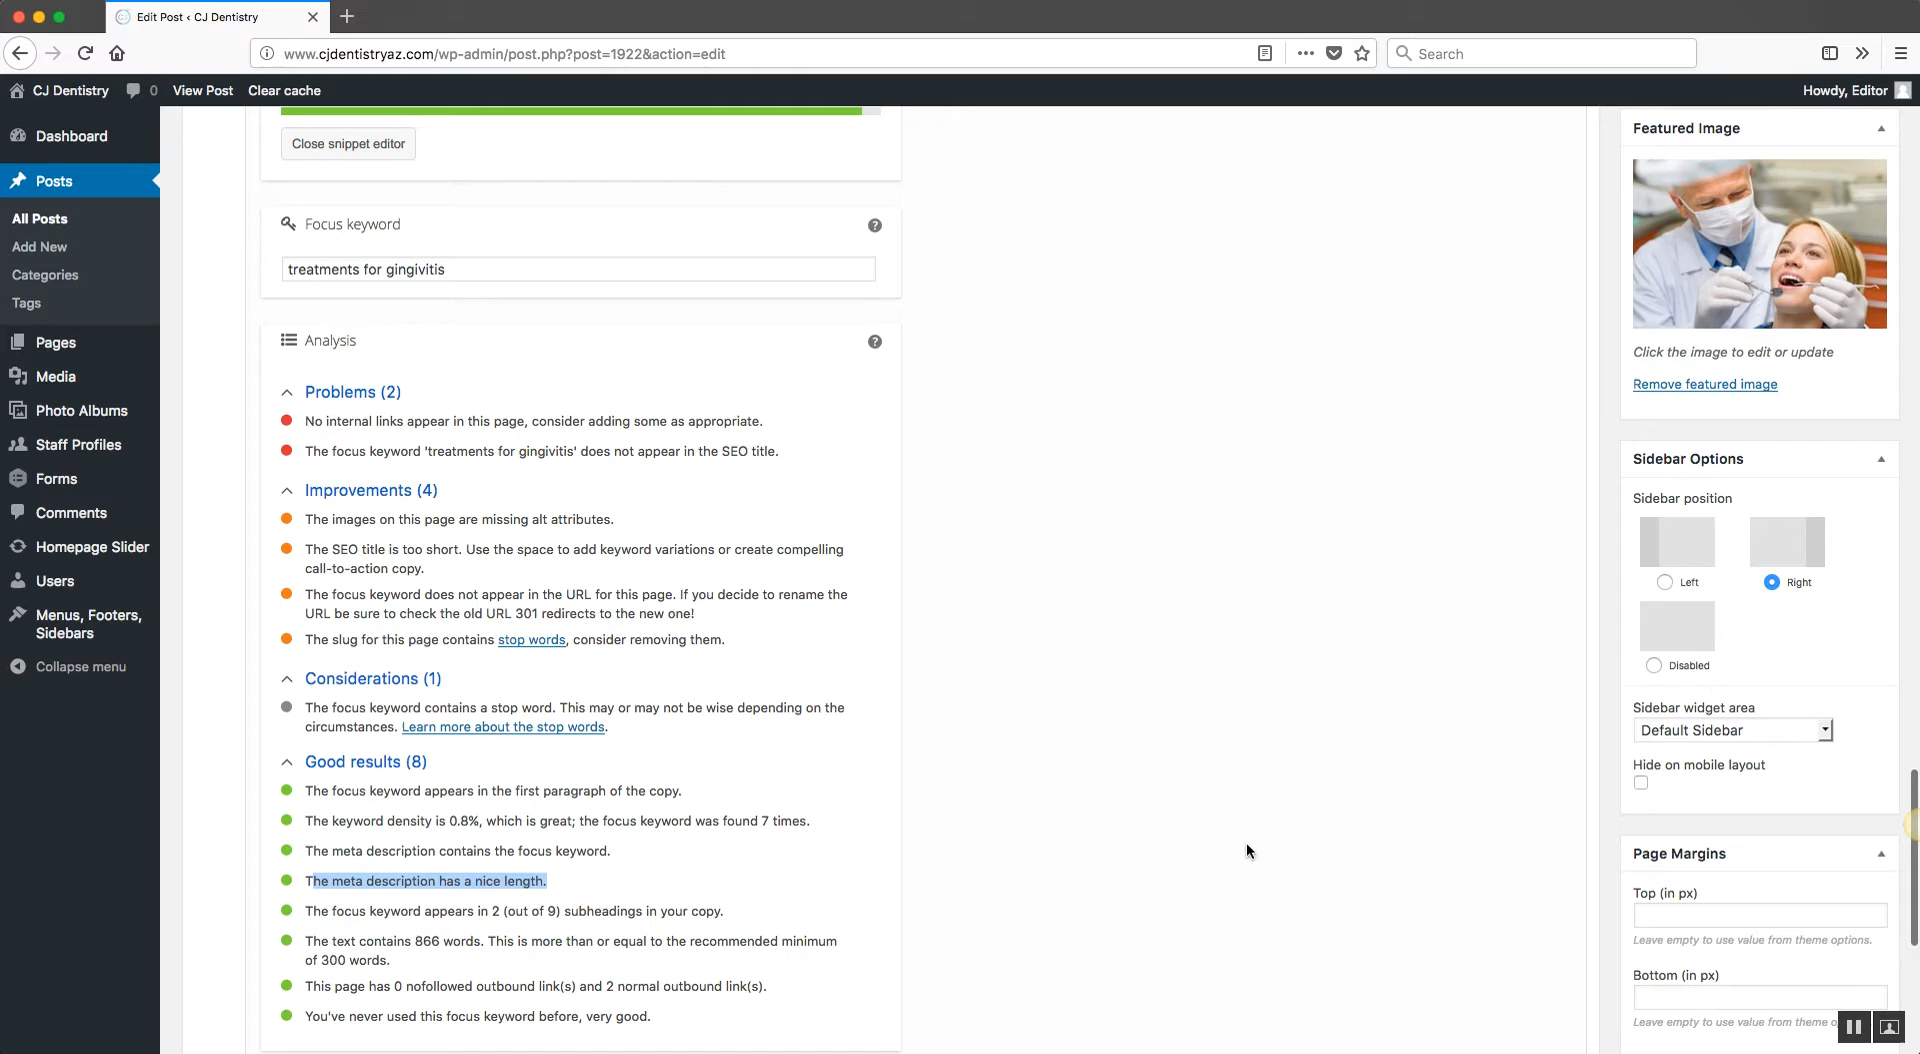 Edit Post ‹ CJ Dentistry
www.cjdentistryaz.com/wp-admin/post.php?post=1922&action=edit
Search
CJ Dentistry
0
View Post
Clear cache
Howdy, Editor
Dashboard
Posts
All Posts
Add New
Categories
Tags
Pages
Media
Photo Albums
Staff Profiles
Forms
Comments
Homepage Slider
Users
Menus, Footers,
Sidebars
Collapse menu
Close snippet editor
Focus keyword
treatments for gingivitis
Analysis
Problems (2)
No internal links appear in this page, consider adding some as appropriate.
The focus keyword 'treatments for gingivitis' does not appear in the SEO title.
Improvements (4)
The images on this page are missing alt attributes.
The SEO title is too short. Use the space to add keyword variations or create compelling
call-to-action copy.
The focus keyword does not appear in the URL for this page. If you decide to rename the
URL be sure to check the old URL 301 redirects to the new one!
The slug for this page contains stop words, consider removing them.
Considerations (1)
The focus keyword contains a stop word. This may or may not be wise depending on the
circumstances. Learn more about the stop words.
Good results (8)
The focus keyword appears in the first paragraph of the copy.
The keyword density is 0.8%, which is great; the focus keyword was found 7 times.
The meta description contains the focus keyword.
The meta description has a nice length.
The focus keyword appears in 2 (out of 9) subheadings in your copy.
The text contains 866 words. This is more than or equal to the recommended minimum
of 300 words.
This page has 0 nofollowed outbound link(s) and 2 normal outbound link(s).
You've never used this focus keyword before, very good.
Featured Image
Click the image to edit or update
Remove featured image
Sidebar Options
Sidebar position
Left
Right
Disabled
Sidebar widget area
Default Sidebar
Hide on mobile layout
Page Margins
Top (in px)
Leave empty to use value from theme options.
Bottom (in px)
Leave empty to use value from theme o